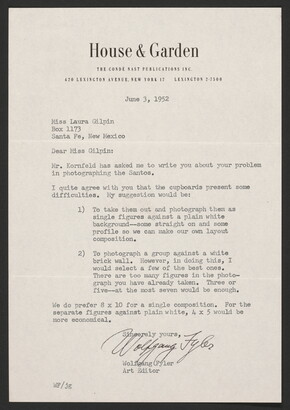 House & Garden
THE CONDÉ NAST PUBLICATIONS INC.
420 LEXINGTON AVENUE, NEW YORK 17 LEXINGTON 2-7500
June 3, 1952
Miss Laura Gilpin
Box 1173
Santa Fe, New Mexico
Dear Miss Gilpin:
Mr. Kornfeld has asked me to write you about your problem
in photographing the Santos.
I quite agree with you that the cupboards present some
difficulties. My suggestion would be:
1) To take them out and photograph them as
single figures against a plain white
background--some straight on and some
profile so we can make our own layout
composition.
2) To photograph a group against a white
brick wall. However, in doing this, I
would select a few of the best ones.
There are too many figures in the photo-
graph you have already taken. Three or
five--at the most seven would be enough.
We do prefer 8 x 10 for a single composition. For the
separate figures against plain white, 4 x 5 would be
more economical.
Sincerely yours,
Wolfgang Fyler
Wolfgang Fyler
Art Editor